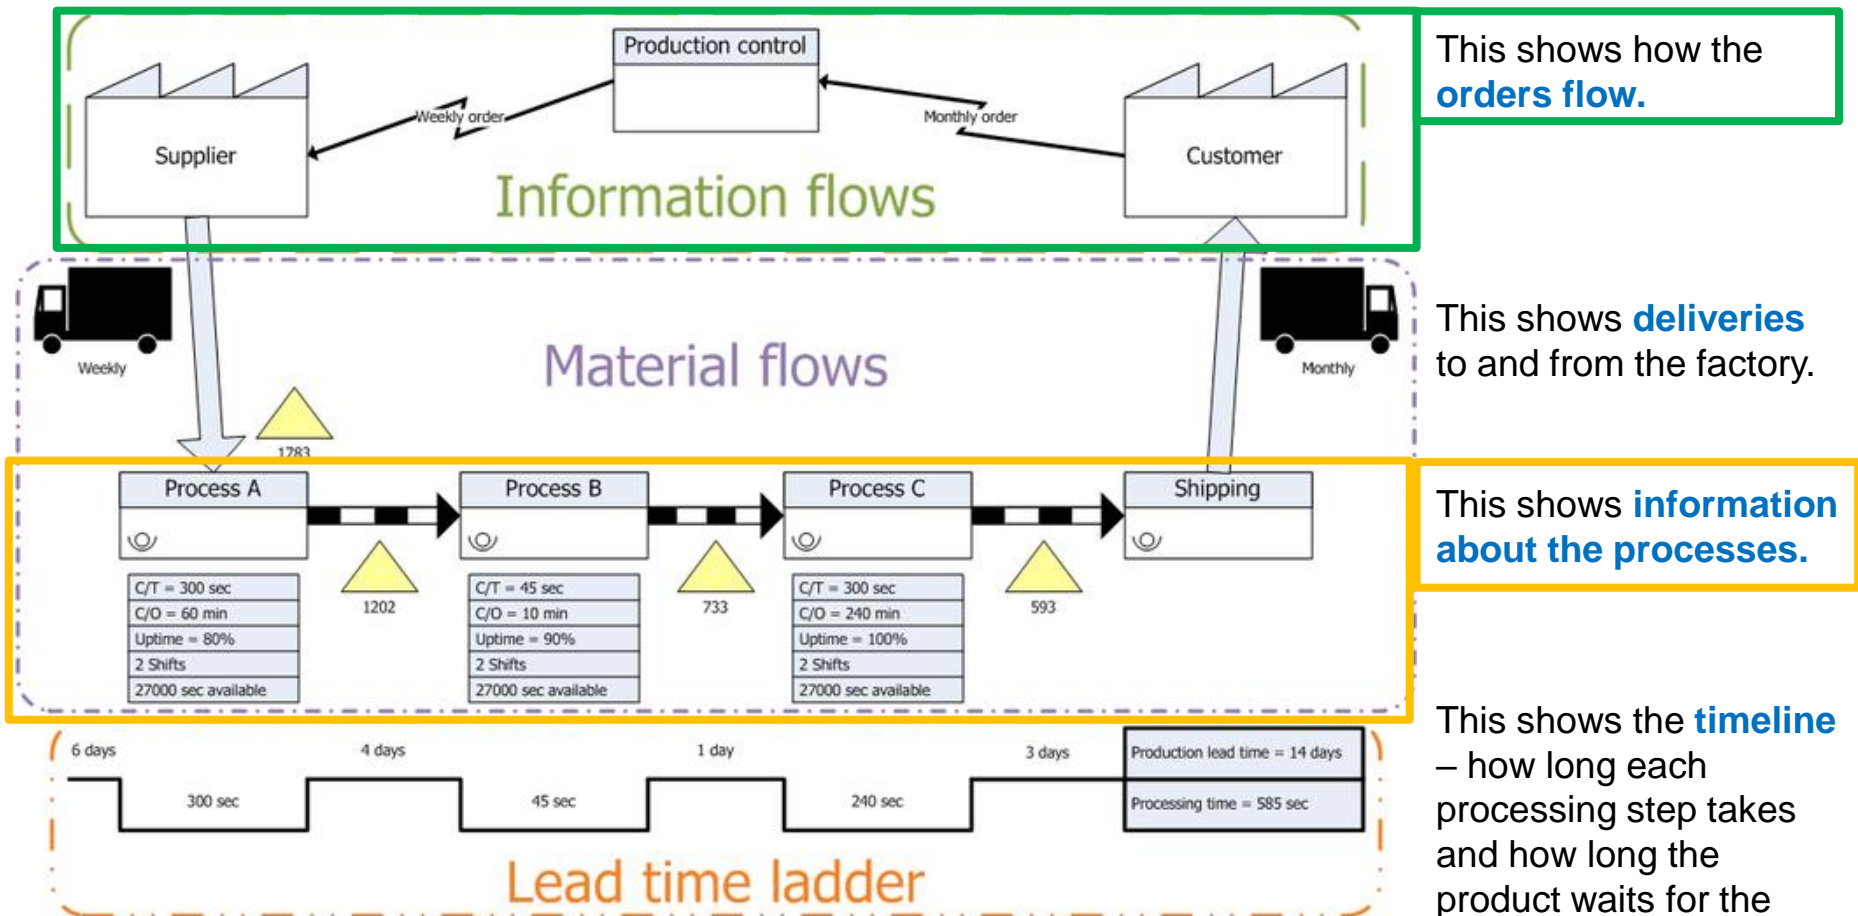 Production control
This shows how the
orders flow.
Weekly order
Monthly order
Supplier
Customer
Information flows
Weekly
Material flows
Monthly
This shows deliveries
to and from the factory.
1783
Process A
Process B
Process C
Shipping
This shows information
about the processes.
1202
733
593
C/T = 300 sec
C/O = 60 min
Uptime = 80%
2 Shifts
27000 sec available
C/T = 45 sec
C/O = 10 min
Uptime = 90%
2 Shifts
27000 sec available
C/T = 300 sec
C/O = 240 min
Uptime = 100%
2 Shifts
27000 sec available
6 days
4 days
1 day
3 days
Production lead time = 14 days
300 sec
45 sec
240 sec
Processing time = 585 sec
Lead time ladder
This shows the timeline
– how long each
processing step takes
and how long the
product waits for the